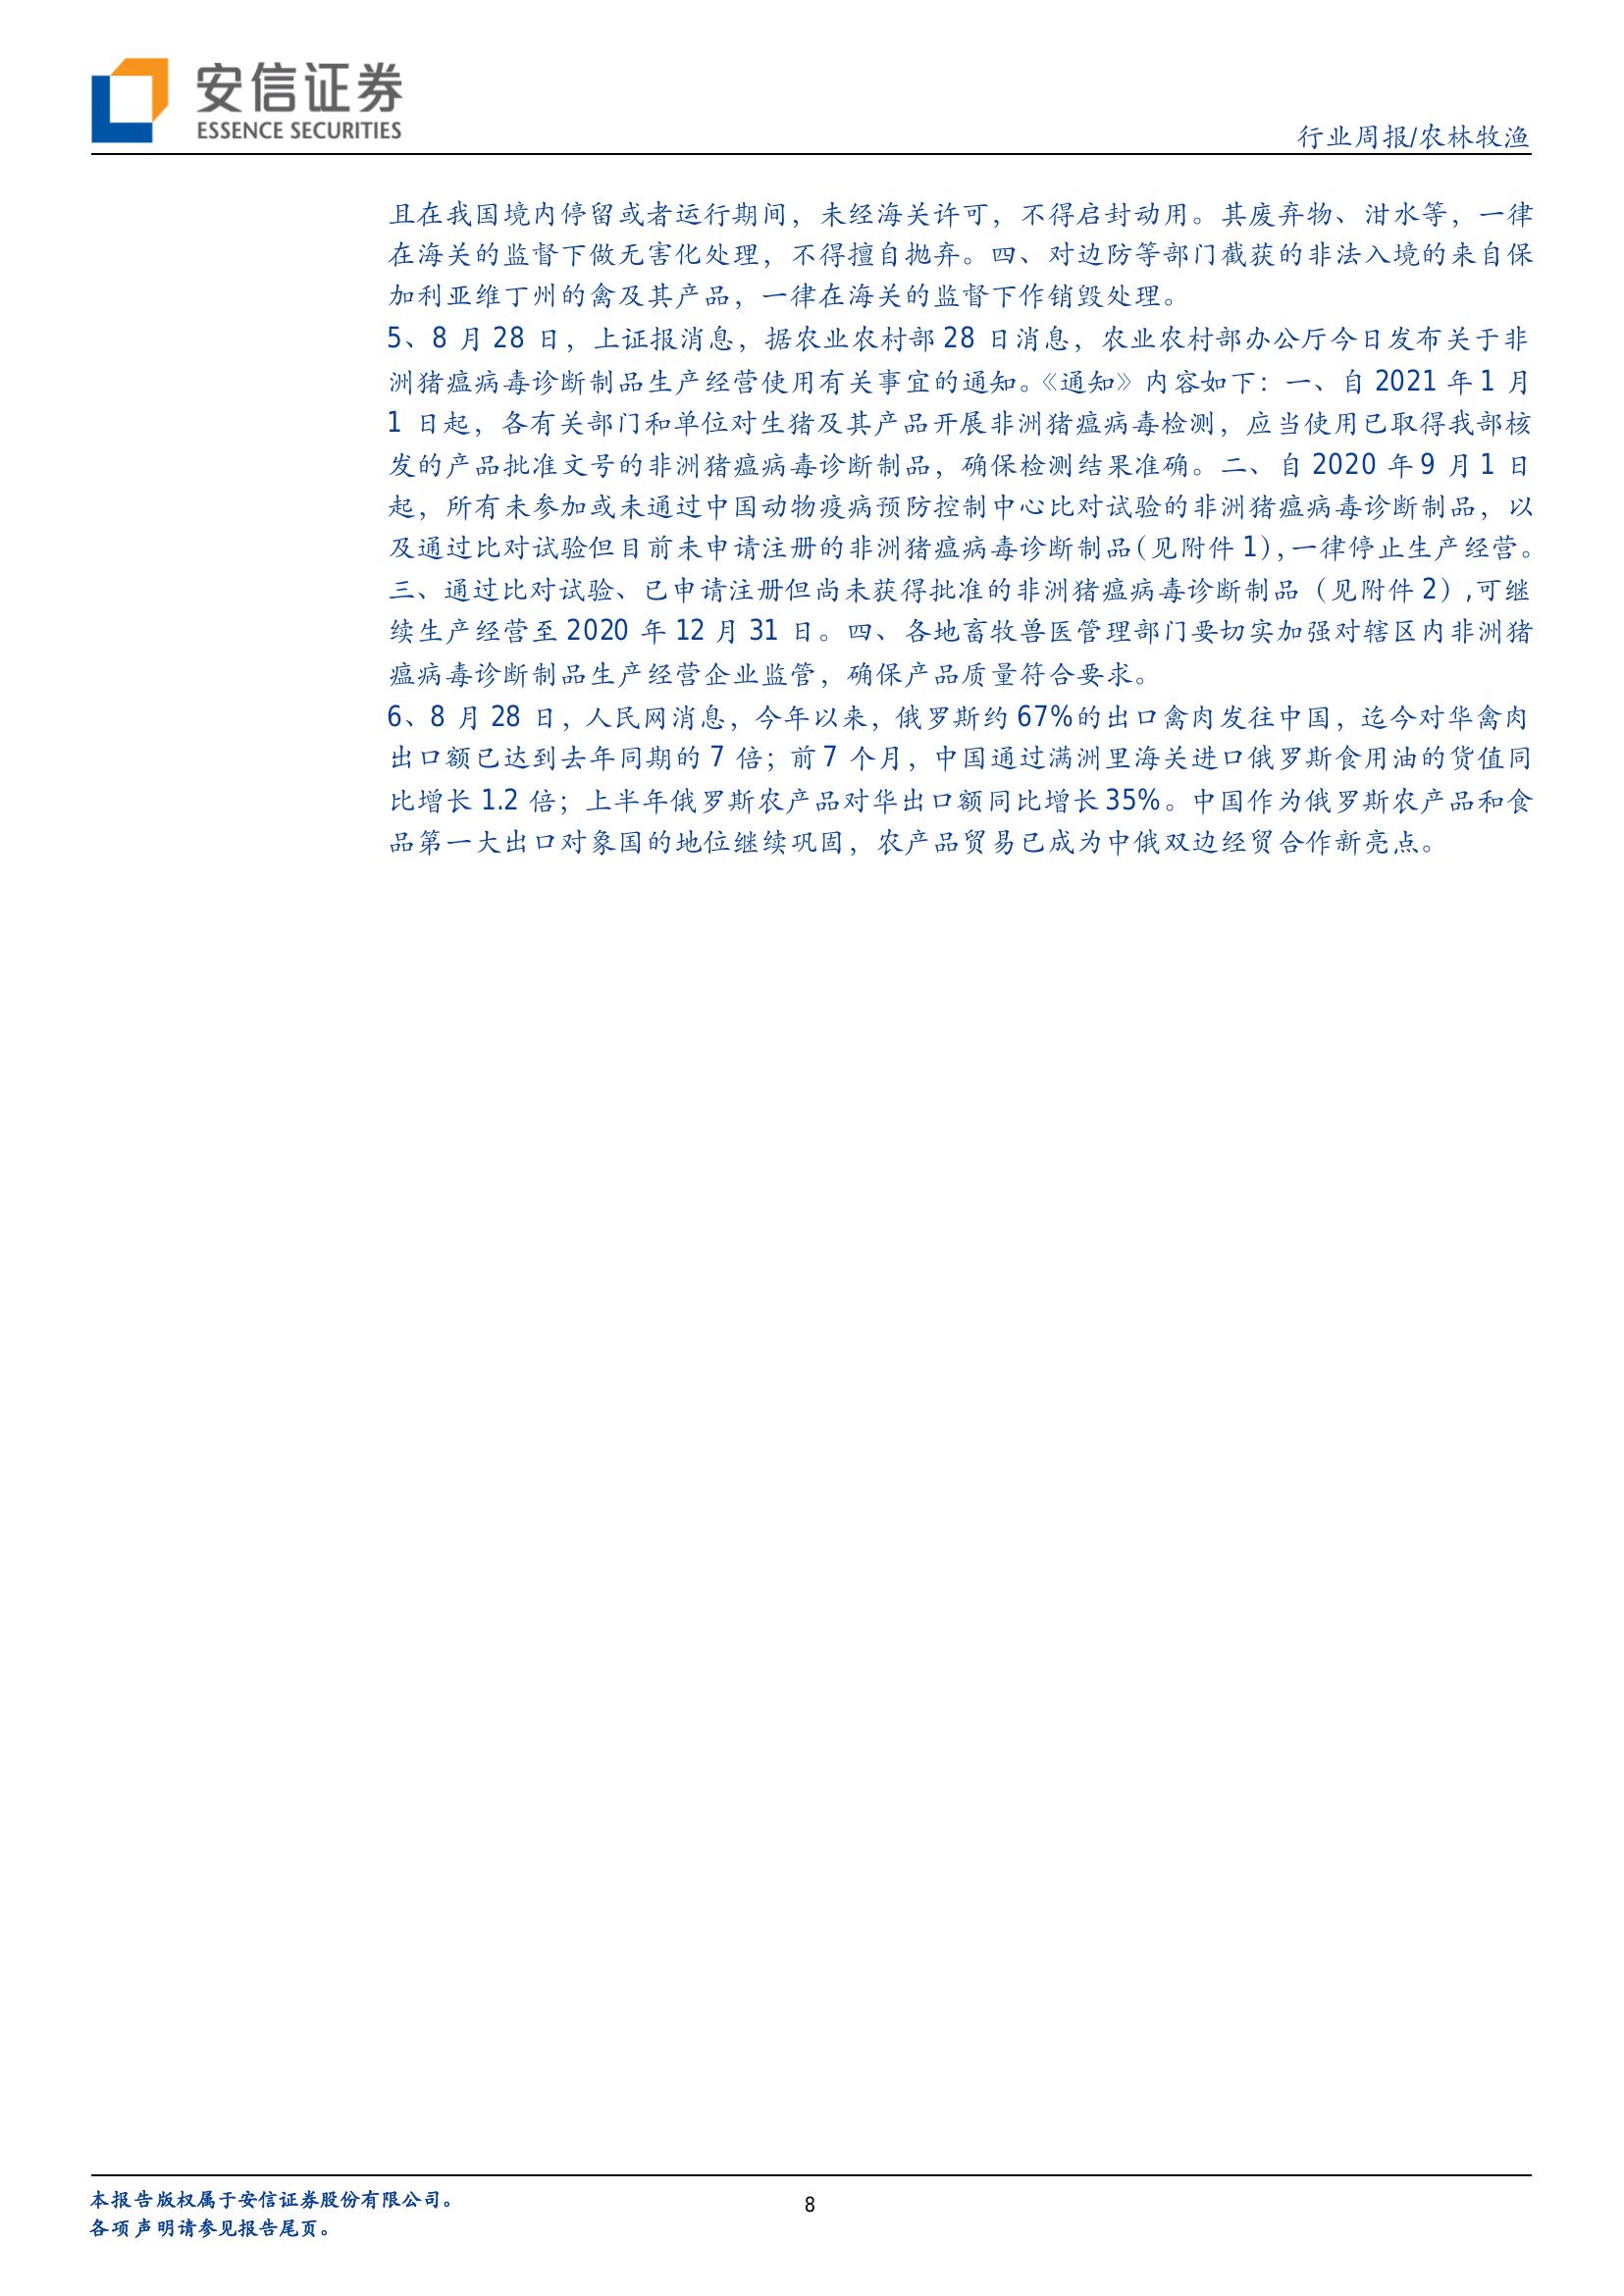 安信证券
ESSENCE SECURITIES
行业周报/农林牧渔
且在我国境内停留或者运行期间，未经海关许可，不得启封动用。其废弃物、泔水等，一律
在海关的监督下做无害化处理，不得擅自抛弃。四、对边防等部门截获的非法入境的来自保
加利亚维丁州的禽及其产品，一律在海关的监督下作销毁处理。
5、8 月 28 日，上证报消息，据农业农村部 28 日消息，农业农村部办公厅今日发布关于非
洲猪瘟病毒诊断制品生产经营使用有关事宜的通知。《通知》内容如下：一、自 2021 年 1 月
1 日起，各有关部门和单位对生猪及其产品开展非洲猪瘟病毒检测，应当使用已取得我部核
发的产品批准文号的非洲猪瘟病毒诊断制品，确保检测结果准确。二、自 2020 年 9 月 1 日
起，所有未参加或未通过中国动物疫病预防控制中心比对试验的非洲猪瘟病毒诊断制品，以
及通过比对试验但目前未申请注册的非洲猪瘟病毒诊断制品（见附件 1）,一律停止生产经营。
三、通过比对试验、已申请注册但尚未获得批准的非洲猪瘟病毒诊断制品（见附件 2）,可继
续生产经营至 2020 年 12 月 31 日。四、各地畜牧兽医管理部门要切实加强对辖区内非洲猪
瘟病毒诊断制品生产经营企业监管，确保产品质量符合要求。
6、8 月 28 日，人民网消息，今年以来，俄罗斯约 67%的出口禽肉发往中国，迄今对华禽肉
出口额已达到去年同期的 7 倍；前 7 个月，中国通过满洲里海关进口俄罗斯食用油的货值同
比增长 1.2 倍；上半年俄罗斯农产品对华出口额同比增长 35%。中国作为俄罗斯农产品和食
品第一大出口对象国的地位继续巩固，农产品贸易已成为中俄双边经贸合作新亮点。
本报告版权属于安信证券股份有限公司。
8
各项声明请参见报告尾页。